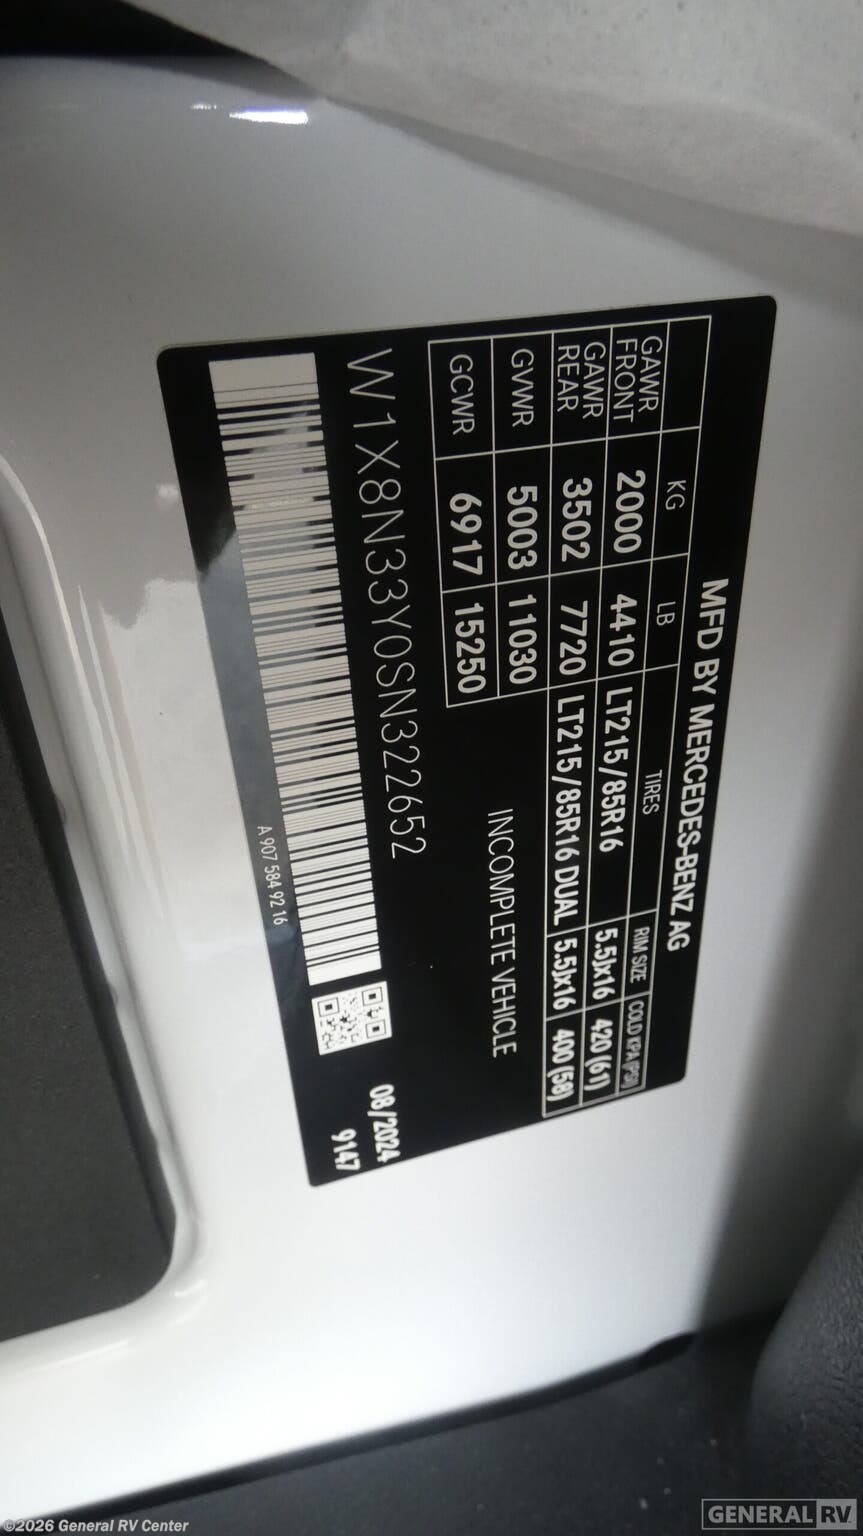 MFD BY MERCEDES-BENZ AG
KG LB TIRES RIM SIZE COLD KPA (PSI)
GAWR FRONT 2000 4410 LT215/85R16 5.5Jx16 420 (61)
GAWR REAR 3502 7720 LT215/85R16 DUAL 5.5Jx16 400 (58)
GVWR 5003 11030
GCWR 6917 15250
INCOMPLETE VEHICLE
W1X8N33Y0SN322652
08/2024
9147
A 907 584 92 16
©2026 General RV Center
GENERAL RV